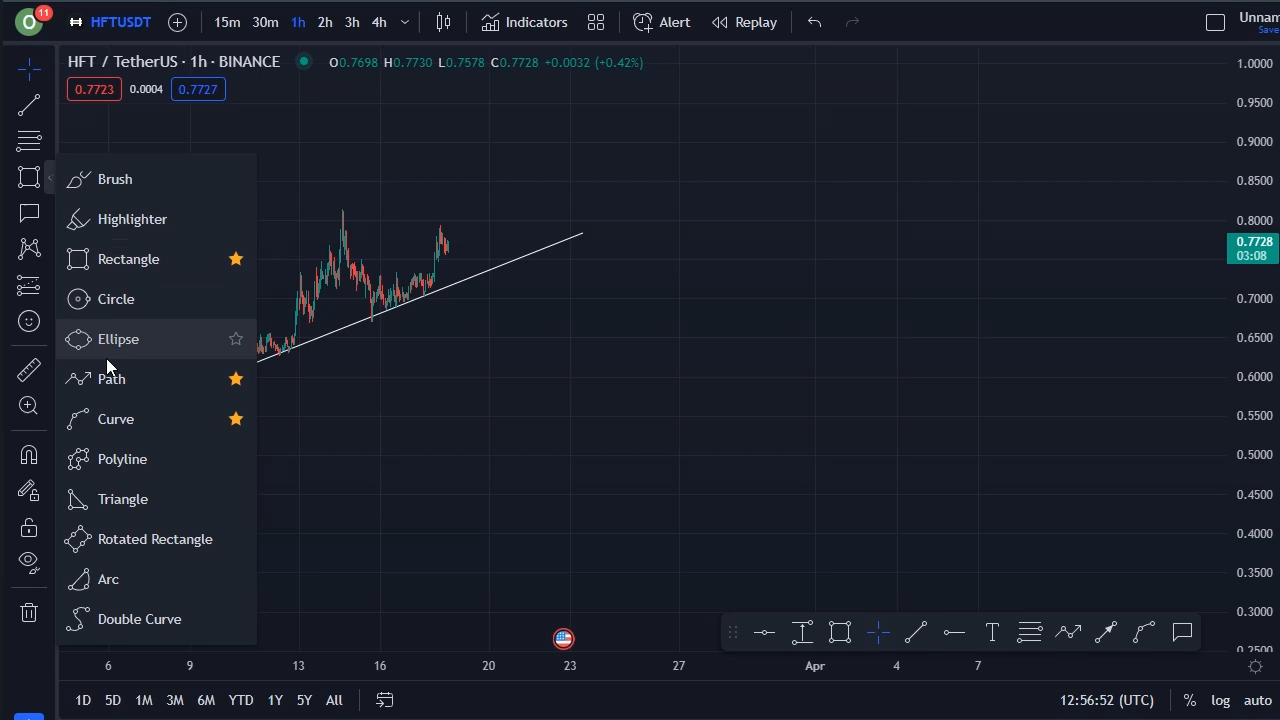 O 11 HFTUSDT 15m 30m 1h 2h 3h 4h Indicators Alert Replay Unnam
Save
HFT / TetherUS · 1h · BINANCE O0.7698 H0.7730 L0.7578 C0.7728 +0.0032 (+0.42%)
0.7723 0.0004 0.7727
1.0000
0.9500
0.9000
0.8500
0.8000
0.7728
03:08
0.7000
0.6500
0.6000
0.5500
0.5000
0.4500
0.4000
0.3500
0.3000
0.2500
Brush
Highlighter
Rectangle
Circle
Ellipse
Path
Curve
Polyline
Triangle
Rotated Rectangle
Arc
Double Curve
T
6 9 13 16 20 23 27 Apr 4 7
1D 5D 1M 3M 6M YTD 1Y 5Y All 12:56:52 (UTC) % log auto